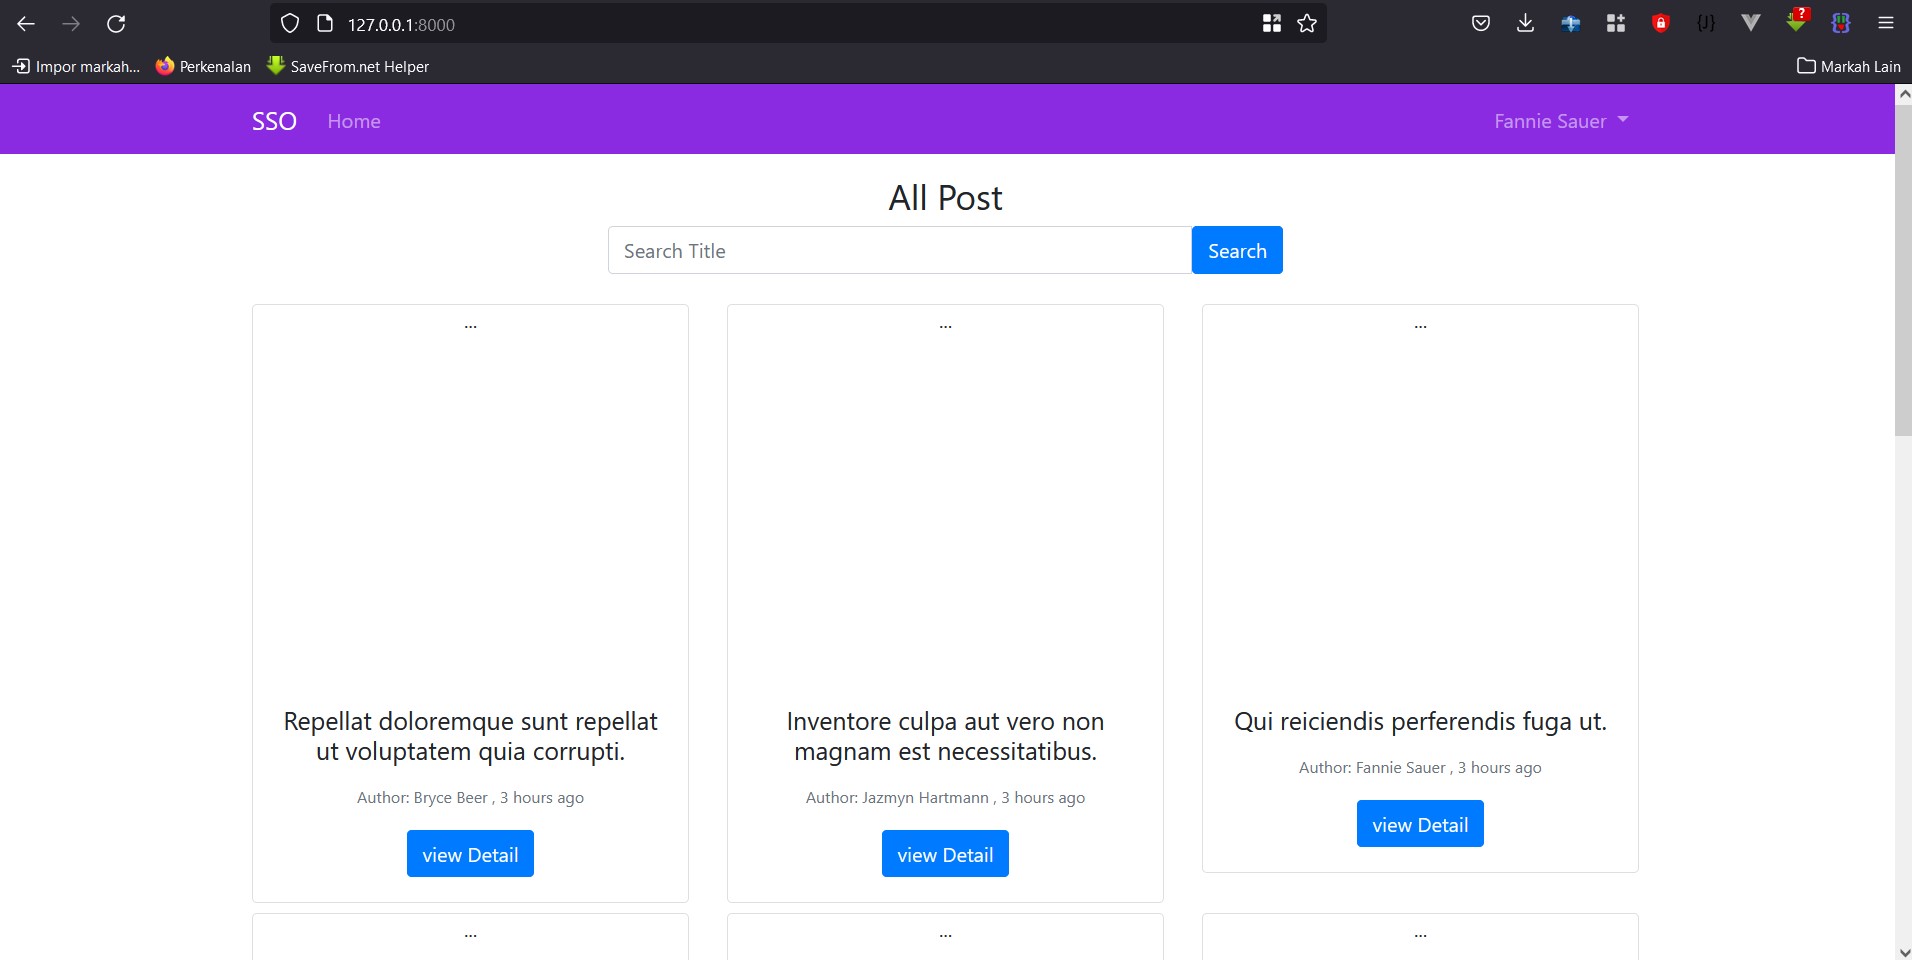 127.0.0.1:8000
Impor markah... Perkenalan SaveFrom.net Helper Markah Lain
SSO Home Fannie Sauer
All Post
Search Title Search
... ... ...
Repellat doloremque sunt repellat
ut voluptatem quia corrupti.
Author: Bryce Beer , 3 hours ago
view Detail
Inventore culpa aut vero non
magnam est necessitatibus.
Author: Jazmyn Hartmann , 3 hours ago
view Detail
Qui reiciendis perferendis fuga ut.
Author: Fannie Sauer , 3 hours ago
view Detail
... ... ...